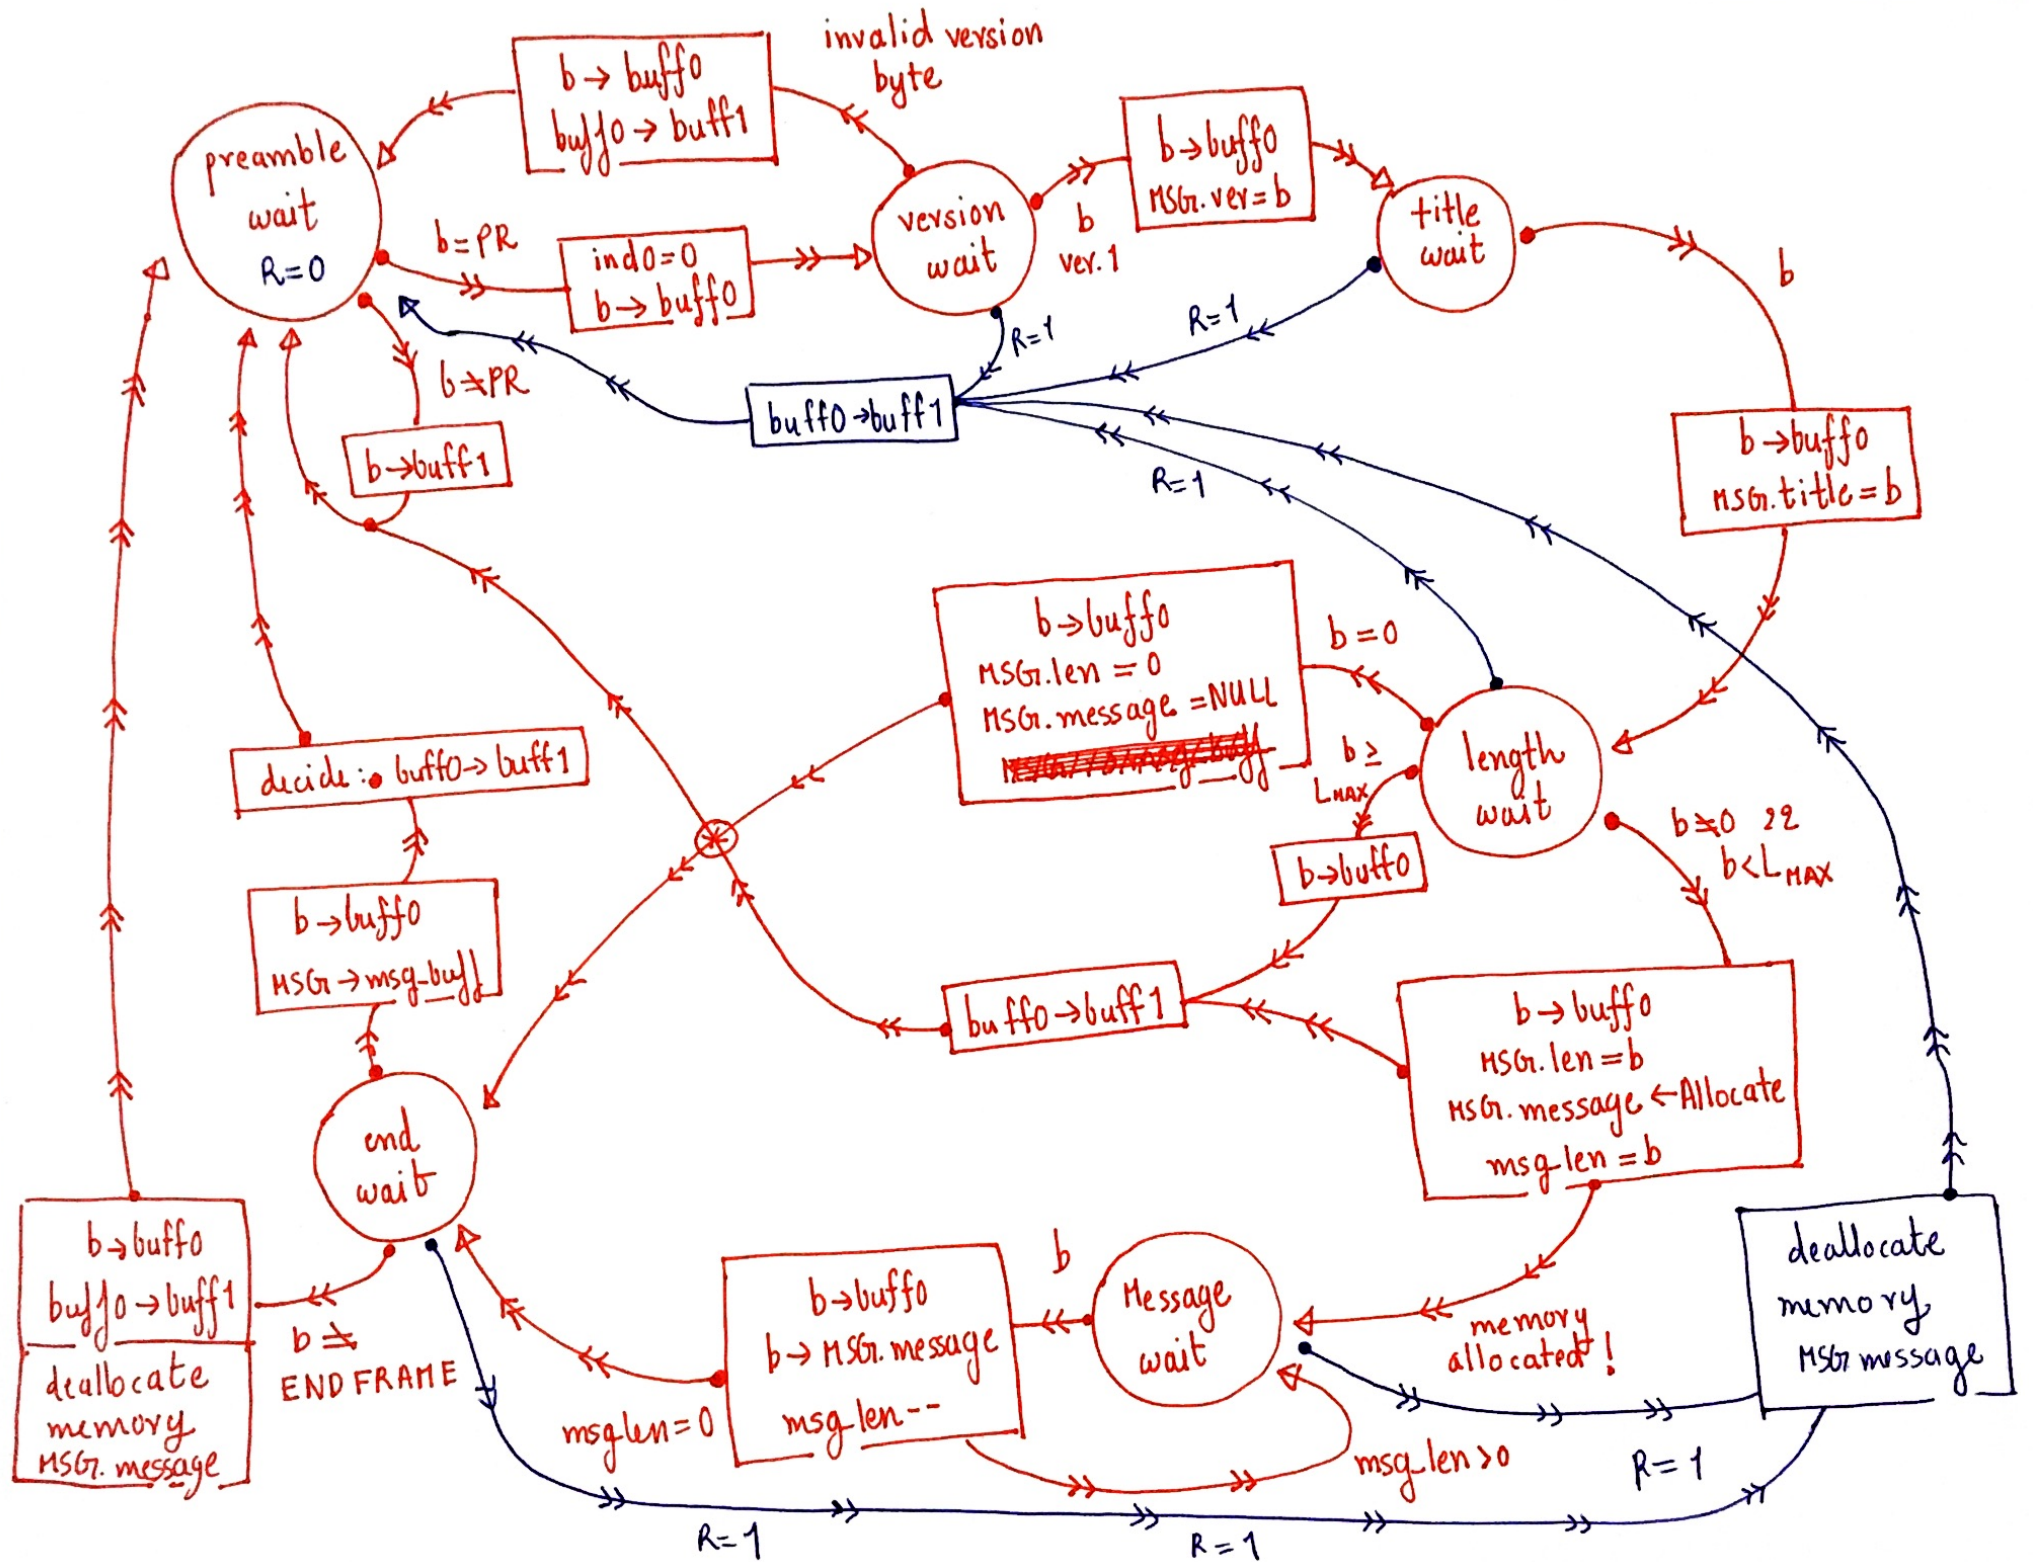 invalid version
byte
b → buff0
buff0 → buff1
preamble
wait
R=0
b=PR
ind0=0
b → buff0
version
wait
b
ver.1
b→buff0
MSG.ver=b
title
wait
b
R=1
R=1
b≠PR
b→buff1
buff0→buff1
R=1
b→buff0
MSG.title=b
b→buff0
MSG.len = 0
MSG.message =NULL
b=0
b ≥
LMAX
length
wait
b≠0 &&
b<LMAX
decide: buff0→buff1
b→buff0
b→buff0
MSG→msg_buff
buff0→buff1
b→buff0
MSG.len=b
MSG.message ←Allocate
msg_len=b
end
wait
b→buff0
buff0→buff1
deallocate
memory
MSG.message
b≠
END FRAME
b→buff0
b→MSG.message
msg_len--
b
Message
wait
memory
allocated!
deallocate
memory
MSG message
msg_len=0
msg_len>0
R=1
R=1
R=1